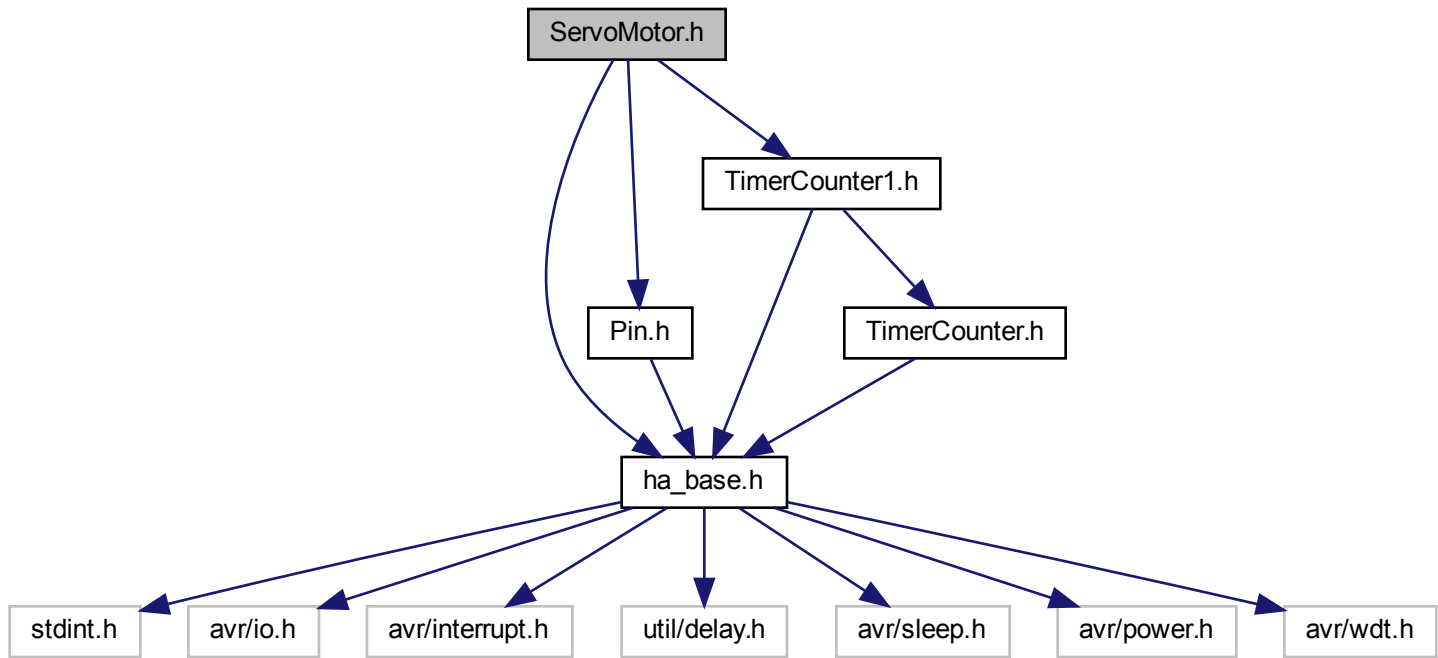 ServoMotor.h
TimerCounter1.h
Pin.h
TimerCounter.h
ha_base.h
stdint.h
avr/io.h
avr/interrupt.h
util/delay.h
avr/sleep.h
avr/power.h
avr/wdt.h